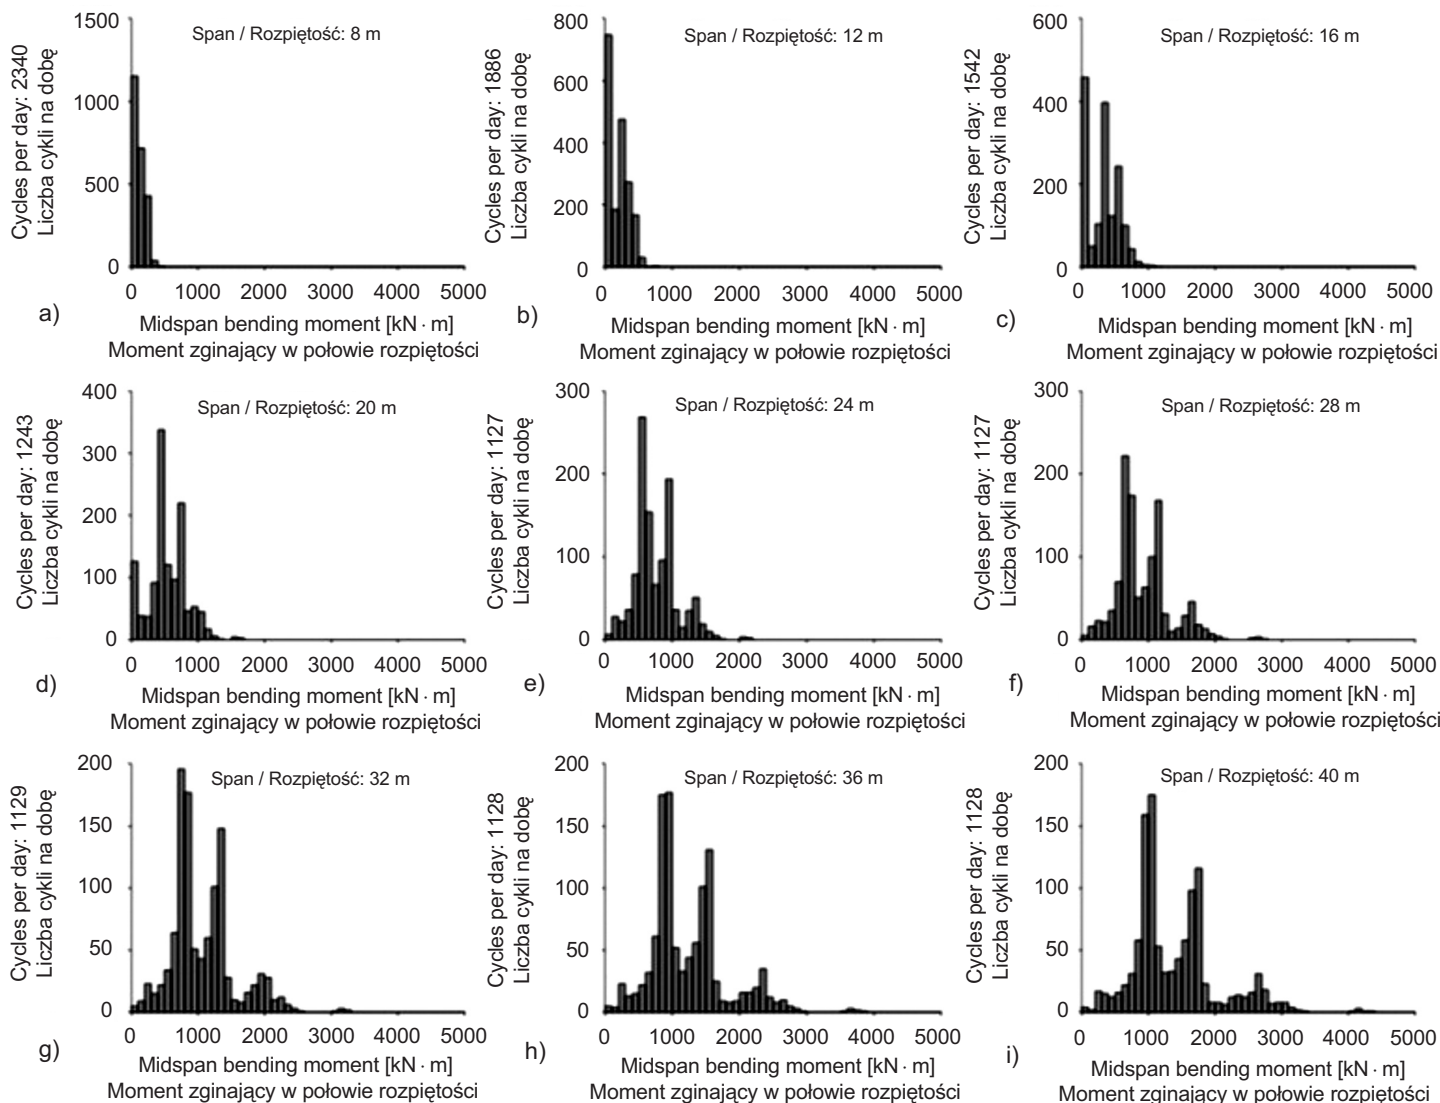 Cycles per day: 2340
Liczba cykli na dobę
1500
1000
500
0
Span / Rozpiętość: 8 m
0 1000 2000 3000 4000 5000
a)
Midspan bending moment [kN · m]
Moment zginający w połowie rozpiętości
Cycles per day: 1886
Liczba cykli na dobę
800
600
400
200
0
Span / Rozpiętość: 12 m
0 1000 2000 3000 4000 5000
b)
Midspan bending moment [kN · m]
Moment zginający w połowie rozpiętości
Cycles per day: 1542
Liczba cykli na dobę
600
400
200
0
Span / Rozpiętość: 16 m
0 1000 2000 3000 4000 5000
c)
Midspan bending moment [kN · m]
Moment zginający w połowie rozpiętości
Cycles per day: 1243
Liczba cykli na dobę
400
300
200
100
0
Span / Rozpiętość: 20 m
0 1000 2000 3000 4000 5000
d)
Midspan bending moment [kN · m]
Moment zginający w połowie rozpiętości
Cycles per day: 1127
Liczba cykli na dobę
300
200
100
0
Span / Rozpiętość: 24 m
0 1000 2000 3000 4000 5000
e)
Midspan bending moment [kN · m]
Moment zginający w połowie rozpiętości
Cycles per day: 1127
Liczba cykli na dobę
300
200
100
0
Span / Rozpiętość: 28 m
0 1000 2000 3000 4000 5000
f)
Midspan bending moment [kN · m]
Moment zginający w połowie rozpiętości
Cycles per day: 1129
Liczba cykli na dobę
200
150
100
50
0
Span / Rozpiętość: 32 m
0 1000 2000 3000 4000 5000
g)
Midspan bending moment [kN · m]
Moment zginający w połowie rozpiętości
Cycles per day: 1128
Liczba cykli na dobę
200
150
100
50
0
Span / Rozpiętość: 36 m
0 1000 2000 3000 4000 5000
h)
Midspan bending moment [kN · m]
Moment zginający w połowie rozpiętości
Cycles per day: 1128
Liczba cykli na dobę
200
150
100
50
0
Span / Rozpiętość: 40 m
0 1000 2000 3000 4000 5000
i)
Midspan bending moment [kN · m]
Moment zginający w połowie rozpiętości